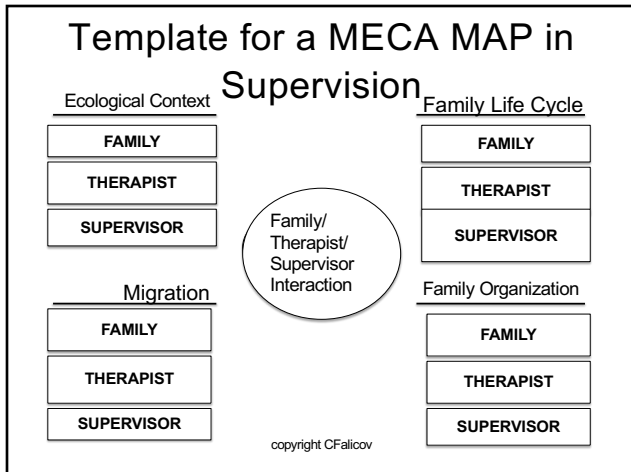 Template for a MECA MAP in
Supervision
Ecological Context
FAMILY
THERAPIST
SUPERVISOR
Family Life Cycle
FAMILY
THERAPIST
SUPERVISOR
Family/
Therapist/
Supervisor
Interaction
Migration
FAMILY
THERAPIST
SUPERVISOR
Family Organization
FAMILY
THERAPIST
SUPERVISOR
copyright CFalicov